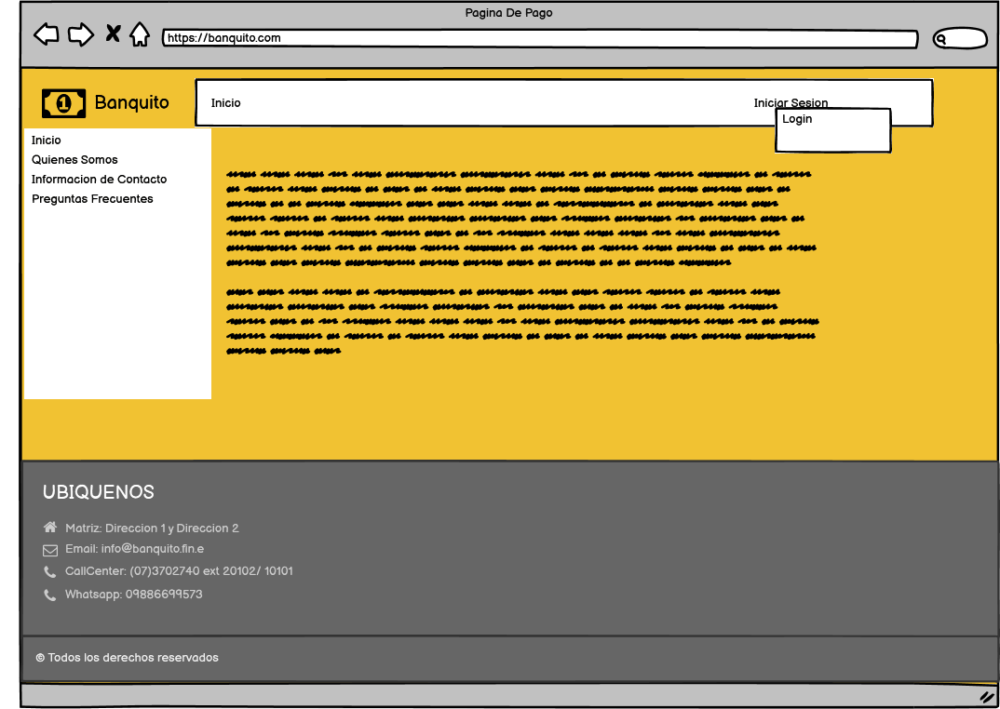 Pagina De Pago
https://banquito.com
1 Banquito
Inicio
Iniciar Sesion
Login
Inicio
Quienes Somos
Informacion de Contacto
Preguntas Frecuentes
UBIQUENOS
Matriz: Direccion 1 y Direccion 2
Email: info@banquito.fin.e
CallCenter: (07)3702740 ext 20102/ 10101
Whatsapp: 09886699573
© Todos los derechos reservados